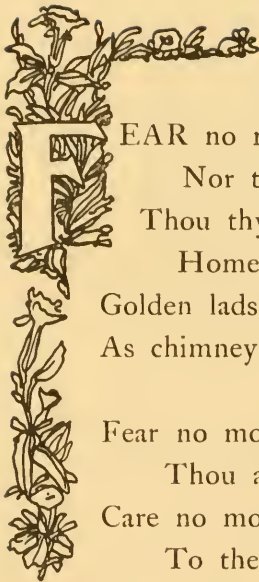 FEAR no
Nor t
Thou thy
Home
Golden lads
As chimney
Fear no mo
Thou a
Care no mo
To the